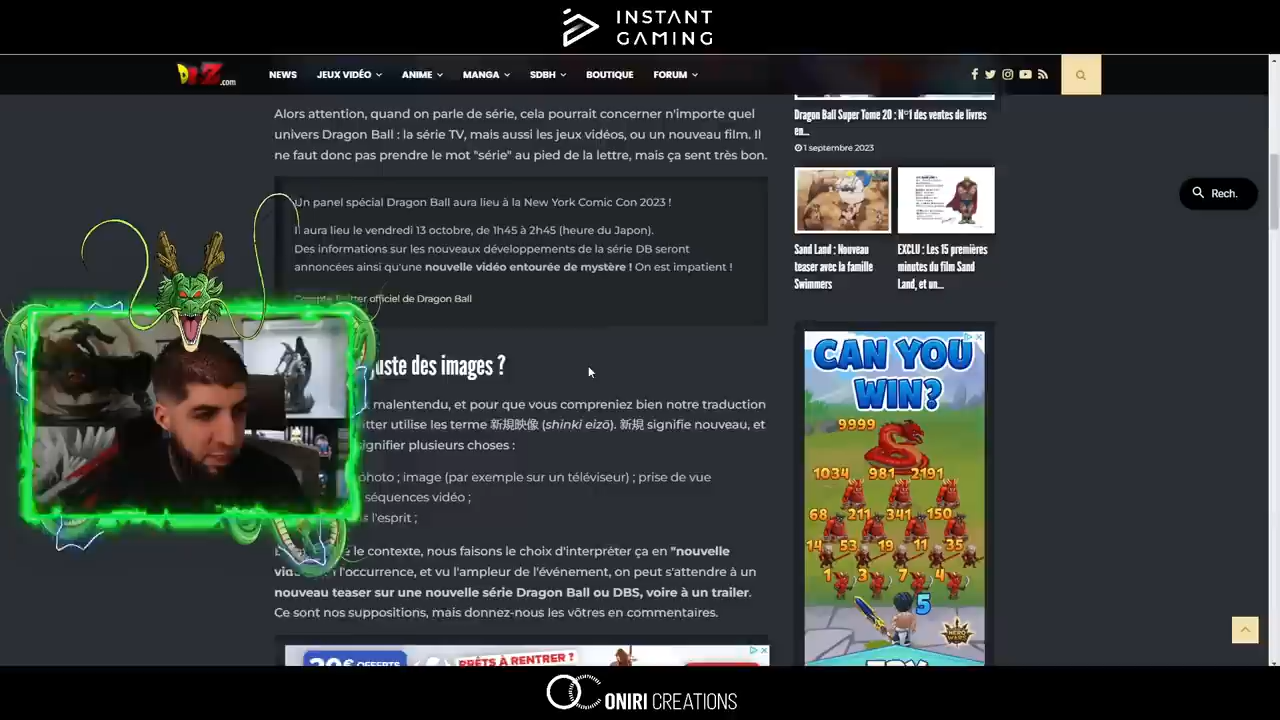 INSTANT
GAMING
.com
NEWS
JEUX VIDÉO
ANIME
MANGA
SDBH
BOUTIQUE
FORUM
Alors attention, quand on parle de série, cela pourrait concerner n'importe quel
univers Dragon Ball : la série TV, mais aussi les jeux vidéos, ou un nouveau film. Il
ne faut donc pas prendre le mot "série" au pied de la lettre, mais ça sent très bon.
panel spécial Dragon Ball aura lieu à la New York Comic Con 2023 !
Il aura lieu le vendredi 13 octobre, de 1h45 à 2h45 (heure du Japon).
Des informations sur les nouveaux développements de la série DB seront
annoncées ainsi qu'une nouvelle vidéo entourée de mystère ! On est impatient !
officiel de Dragon Ball
juste des images ?
malentendu, et pour que vous compreniez bien notre traduction
utilise les terme 新規映像 (shinki eizō). 新規 signifie nouveau, et
signifier plusieurs choses :
photo ; image (par exemple sur un téléviseur) ; prise de vue
séquences vidéo ;
l'esprit ;
le contexte, nous faisons le choix d'interpréter ça en "nouvelle
l'occurrence, et vu l'ampleur de l'événement, on peut s'attendre à un
nouveau teaser sur une nouvelle série Dragon Ball ou DBS, voire à un trailer.
Ce sont nos suppositions, mais donnez-nous les vôtres en commentaires.
OFFERTS
PRÊTS À RENTRER ?
Dragon Ball Super Tome 20 : N°1 des ventes de livres
en...
1 septembre 2023
Sand Land : Nouveau
teaser avec la famille
Swimmers
EXCLU : Les 15 premières
minutes du film Sand
Land, et un...
Rech.
CAN YOU
WIN?
9999
1034 981 2191
68 211 341 150
14 53 19 11 35
1 3 7 4
5
HERO
WARS
TRY
ONIRI CREATIONS